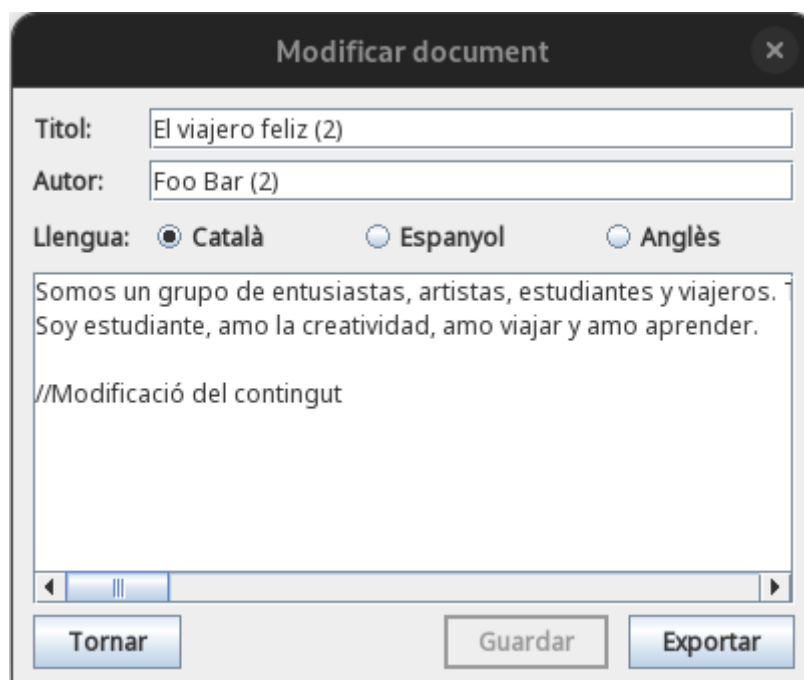 Modificar document
Titol: El viajero feliz (2)
Autor: Foo Bar (2)
Llengua: Català Espanyol Anglès
Somos un grupo de entusiastas, artistas, estudiantes y viajeros.
Soy estudiante, amo la creatividad, amo viajar y amo aprender.
//Modificació del contingut
Tornar Guardar Exportar